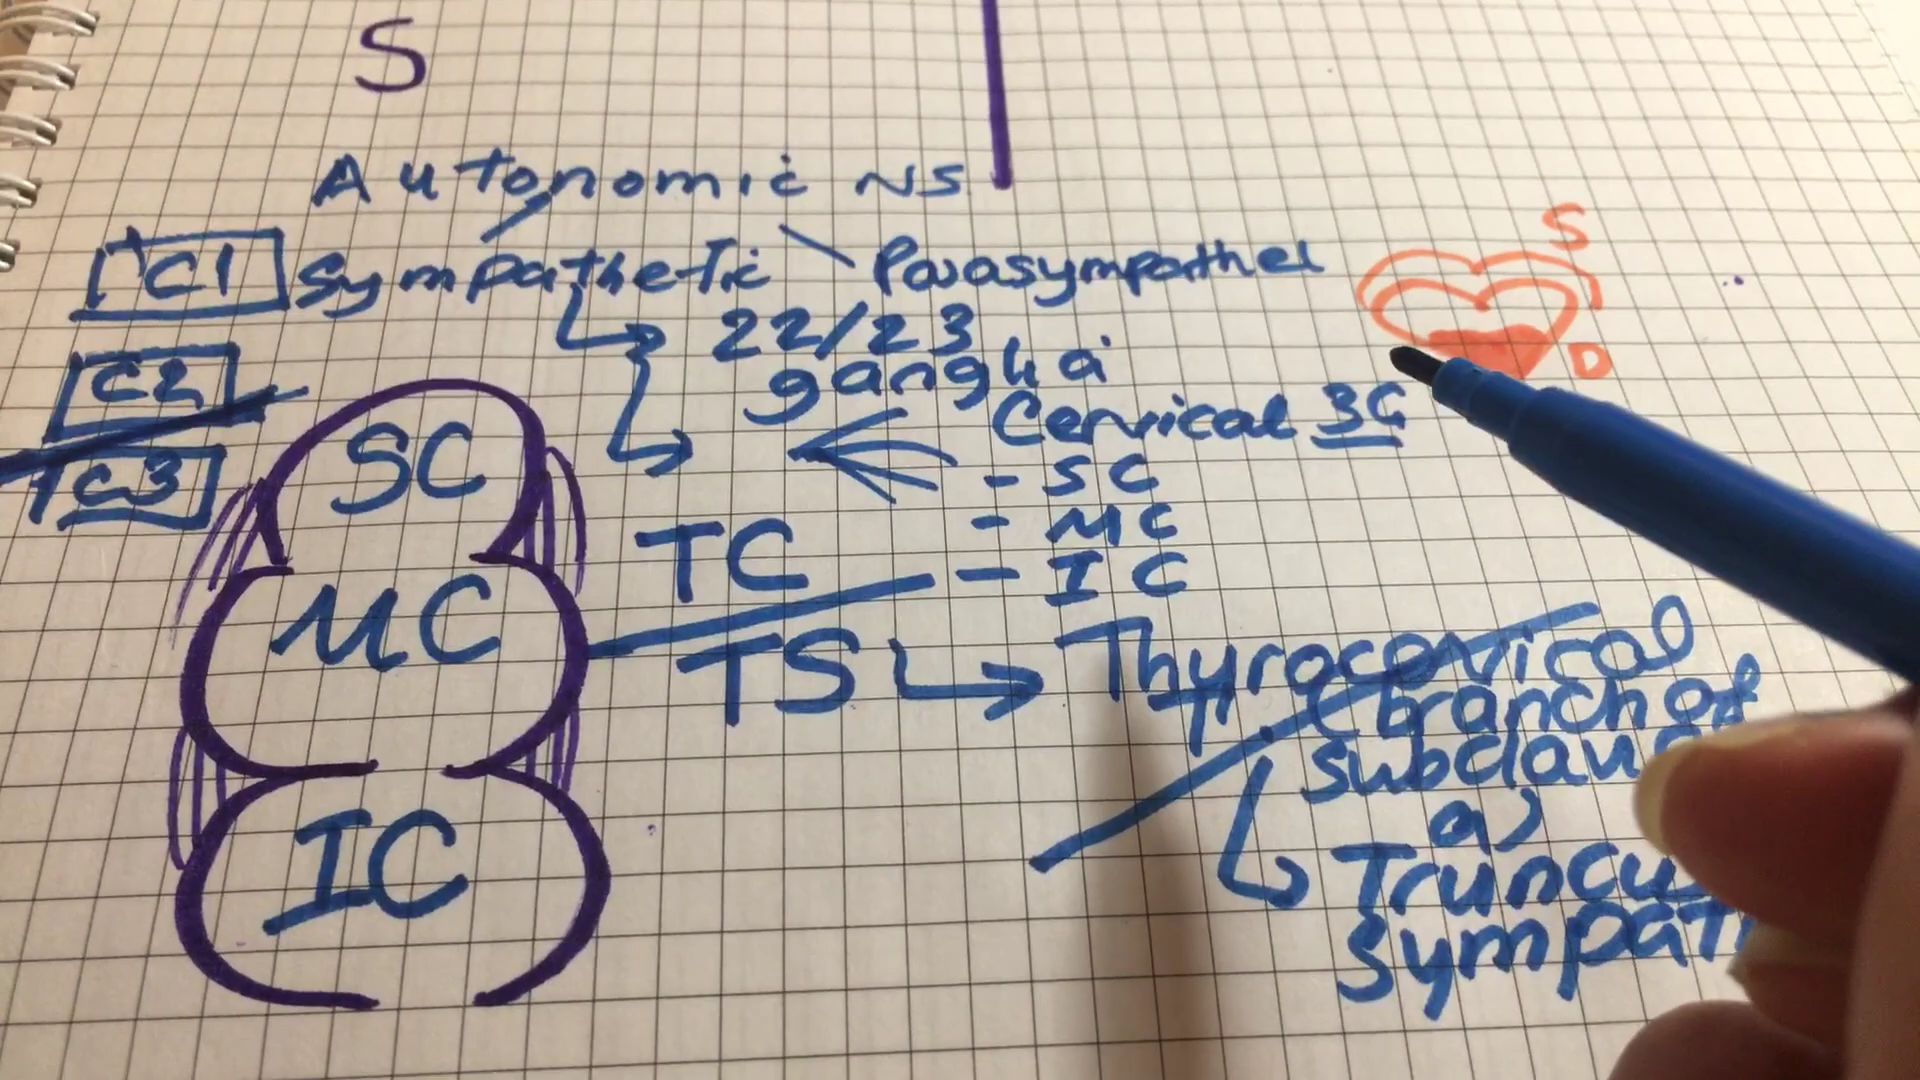 S
Autonomic NS
C1 Sympathetic Parasympathet
22/23
ganglia
C2
Cervical 3G
C3
SC
- SC
- MC
- IC
TC
MC
TS
Thyrocervical
branch of
subclav
a)
IC
Truncu
Sympat
S
D